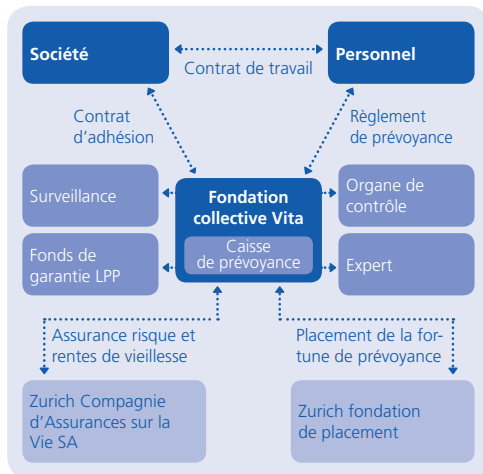 Société
Personnel
Contrat de travail
Contrat
d'adhésion
Règlement
de prévoyance
Surveillance
Fondation
collective Vita
Organe de
contrôle
Fonds de
garantie LPP
Caisse
de prévoyance
Expert
Assurance risque et
rentes de vieillesse
Placement de la for-
tune de prévoyance
Zurich Compagnie
d'Assurances sur la
Vie SA
Zurich fondation
de placement